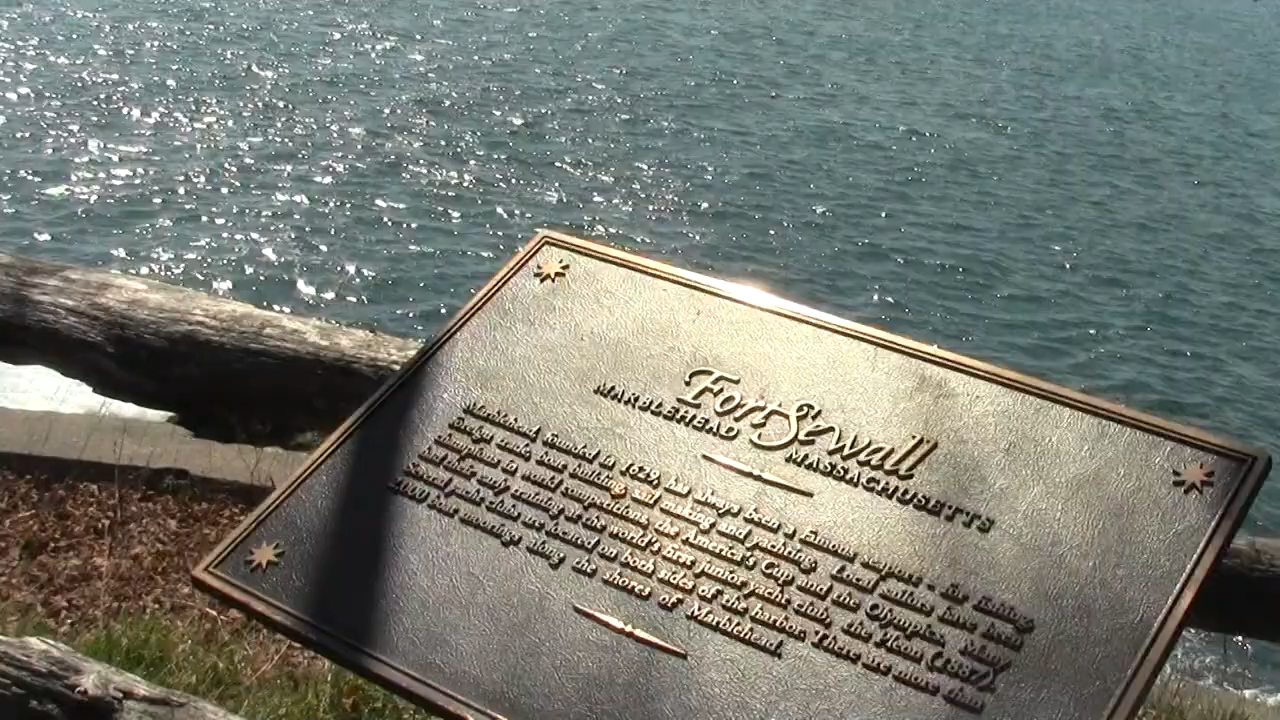 Fort Sewall
MARBLEHEAD MASSACHUSETTS
Marblehead, founded in 1629, has always been a famous seaport - for fishing,
foreign trade, boat building, sail making and yachting. Local sailors have been
champions in world competitions, the America's Cup and the Olympics. Many
had their early training at the world's first junior yacht club, the Pleon (1887).
Several yacht clubs are located on both sides of the harbor. There are more than
2000 boat moorings along the shores of Marblehead.